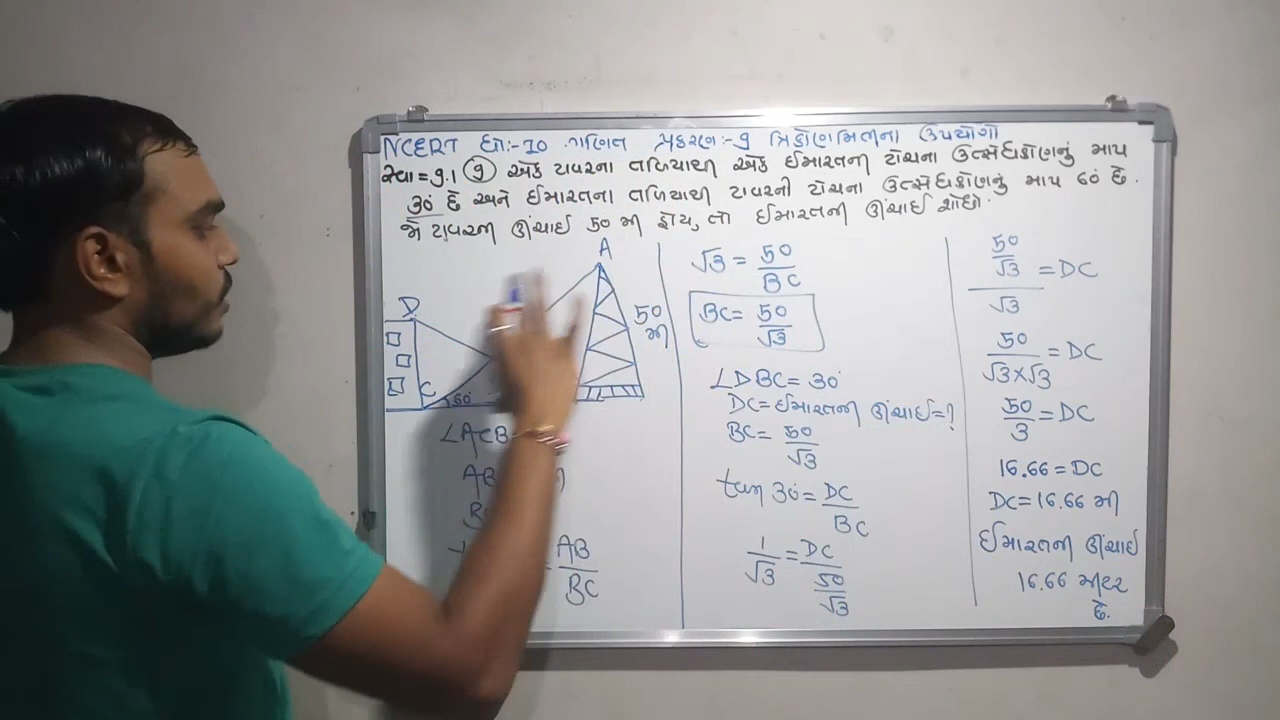 NCERT ધો:-10 ગણિત પ્રકરણ:-9 ત્રિકોણમિતિના ઉપયોગો
સ્વા=9.1 (9) એક ટાવરના તળિયાથી એક ઈમારતની ટોચના ઉત્સેધકોણનું માપ
30° છે અને ઈમારતના તળિયાથી ટાવરની ટોચના ઉત્સેધકોણનું માપ 60° છે.
જો ટાવરની ઊંચાઈ 50 મી હોય, તો ઈમારતની ઊંચાઈ શોધો.
A
D
50
મી
C
60°
∠ACB
AB
AB
BC
√3 = 50/BC
BC = 50/√3
∠DBC = 30°
DC = ઈમારતની ઊંચાઈ = ?
BC = 50/√3
tan 30° = DC/BC
1/√3 = DC/(50/√3)
(50/√3)/√3 = DC
50/(√3×√3) = DC
50/3 = DC
16.66 = DC
DC = 16.66 મી
ઈમારતની ઊંચાઈ
16.66 મીટર
છે.